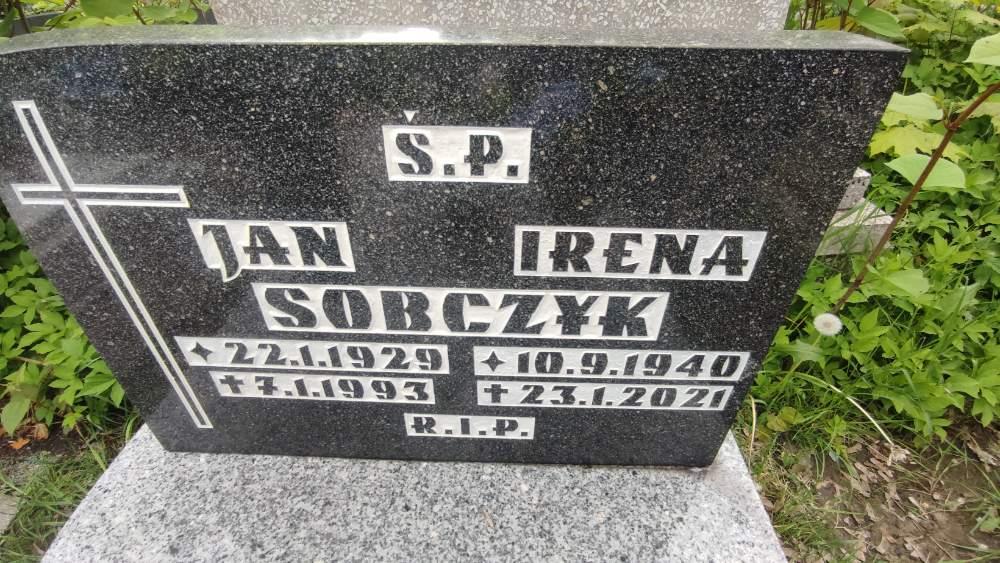 Ś.P.
JAN IRENA
SOBCZYK
✦ 22.1.1929 ✦ 10.9.1940
✝ 7.1.1993 ✝ 23.1.2021
R.I.P.